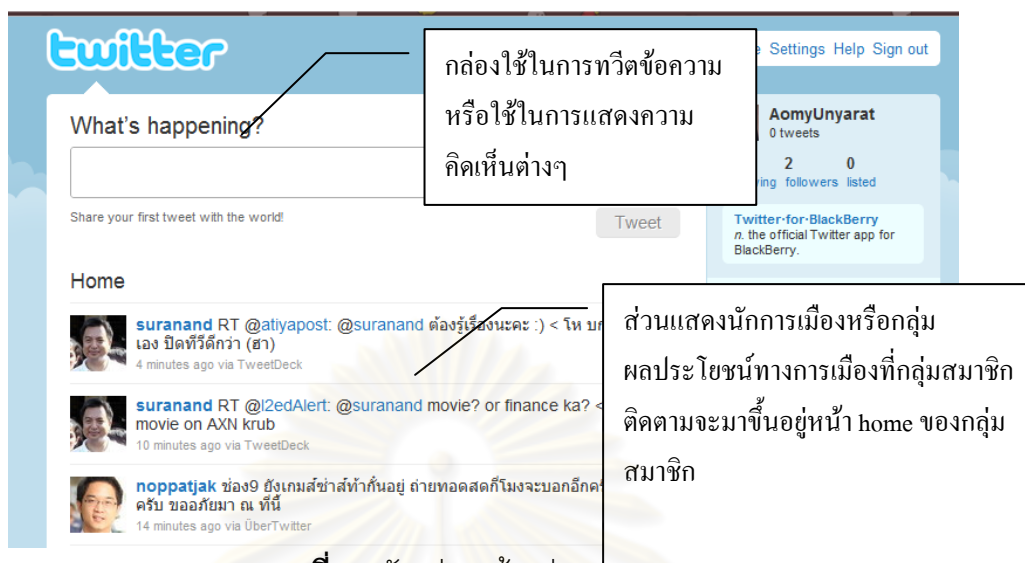 twitter
Settings Help Sign out
กล่องใช้ในการทวีตข้อความ
หรือใช้ในการแสดงความ
คิดเห็นต่างๆ
What's happening?
Share your first tweet with the world!
Tweet
AomyUnyarat
0 tweets
2 0
followers listed
Twitter·for·BlackBerry
n. the official Twitter app for
BlackBerry.
Home
suranand RT @atiyapost: @suranand ต้องรู้เรื่องนะคะ :) < โห
เอง ปิดทีวีดีกว่า (ฮา)
4 minutes ago via TweetDeck
suranand RT @l2edAlert: @suranand movie? or finance ka? <
movie on AXN krub
10 minutes ago via TweetDeck
noppatjak ช่อง9 ยังเกมส์ซ่าส์ท้ากึ๋นอยู่ ถ่ายทอดสดกี่โมงจะบอกอีก
ครับ ขออภัยมา ณ ที่นี้
14 minutes ago via ÜberTwitter
ส่วนแสดงนักการเมืองหรือกลุ่ม
ผลประโยชน์ทางการเมืองที่กลุ่มสมาชิก
ติดตามจะมาขึ้นอยู่หน้า home ของกลุ่ม
สมาชิก